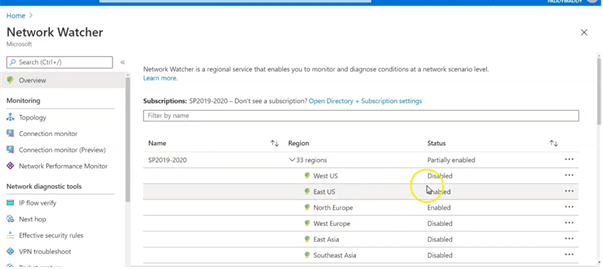 PADDYMADDY
Home
Network Watcher
Microsoft
Search (Ctrl+/)
Overview
Monitoring
Topology
Connection monitor
Connection monitor (Preview)
Network Performance Monitor
Network diagnostic tools
IP flow verify
Next hop
Effective security rules
VPN troubleshoot
Network Watcher is a regional service that enables you to monitor and diagnose conditions at a network scenario level.
Learn more.
Subscriptions: SP2019-2020 – Don't see a subscription? Open Directory + Subscription settings
Filter by name
Name Region Status
SP2019-2020 33 regions Partially enabled
West US Disabled
East US Enabled
North Europe Enabled
West Europe Disabled
East Asia Disabled
Southeast Asia Disabled